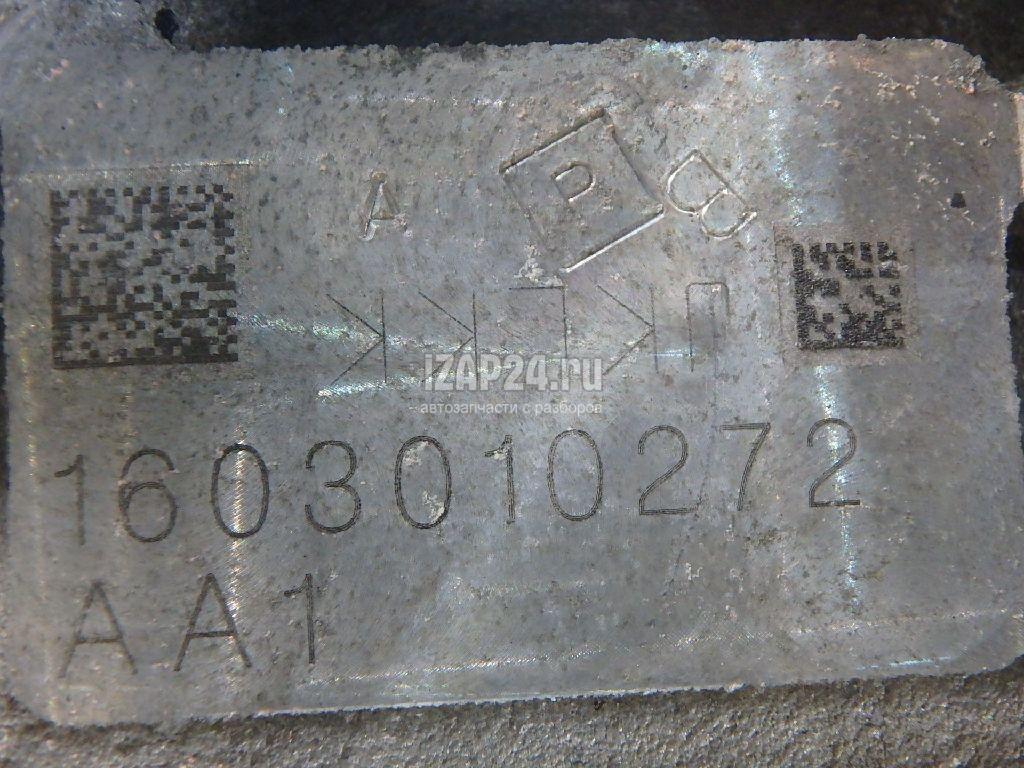 A P B
IZAP24.ru
автозапчасти с разборов
1603010272
AA1